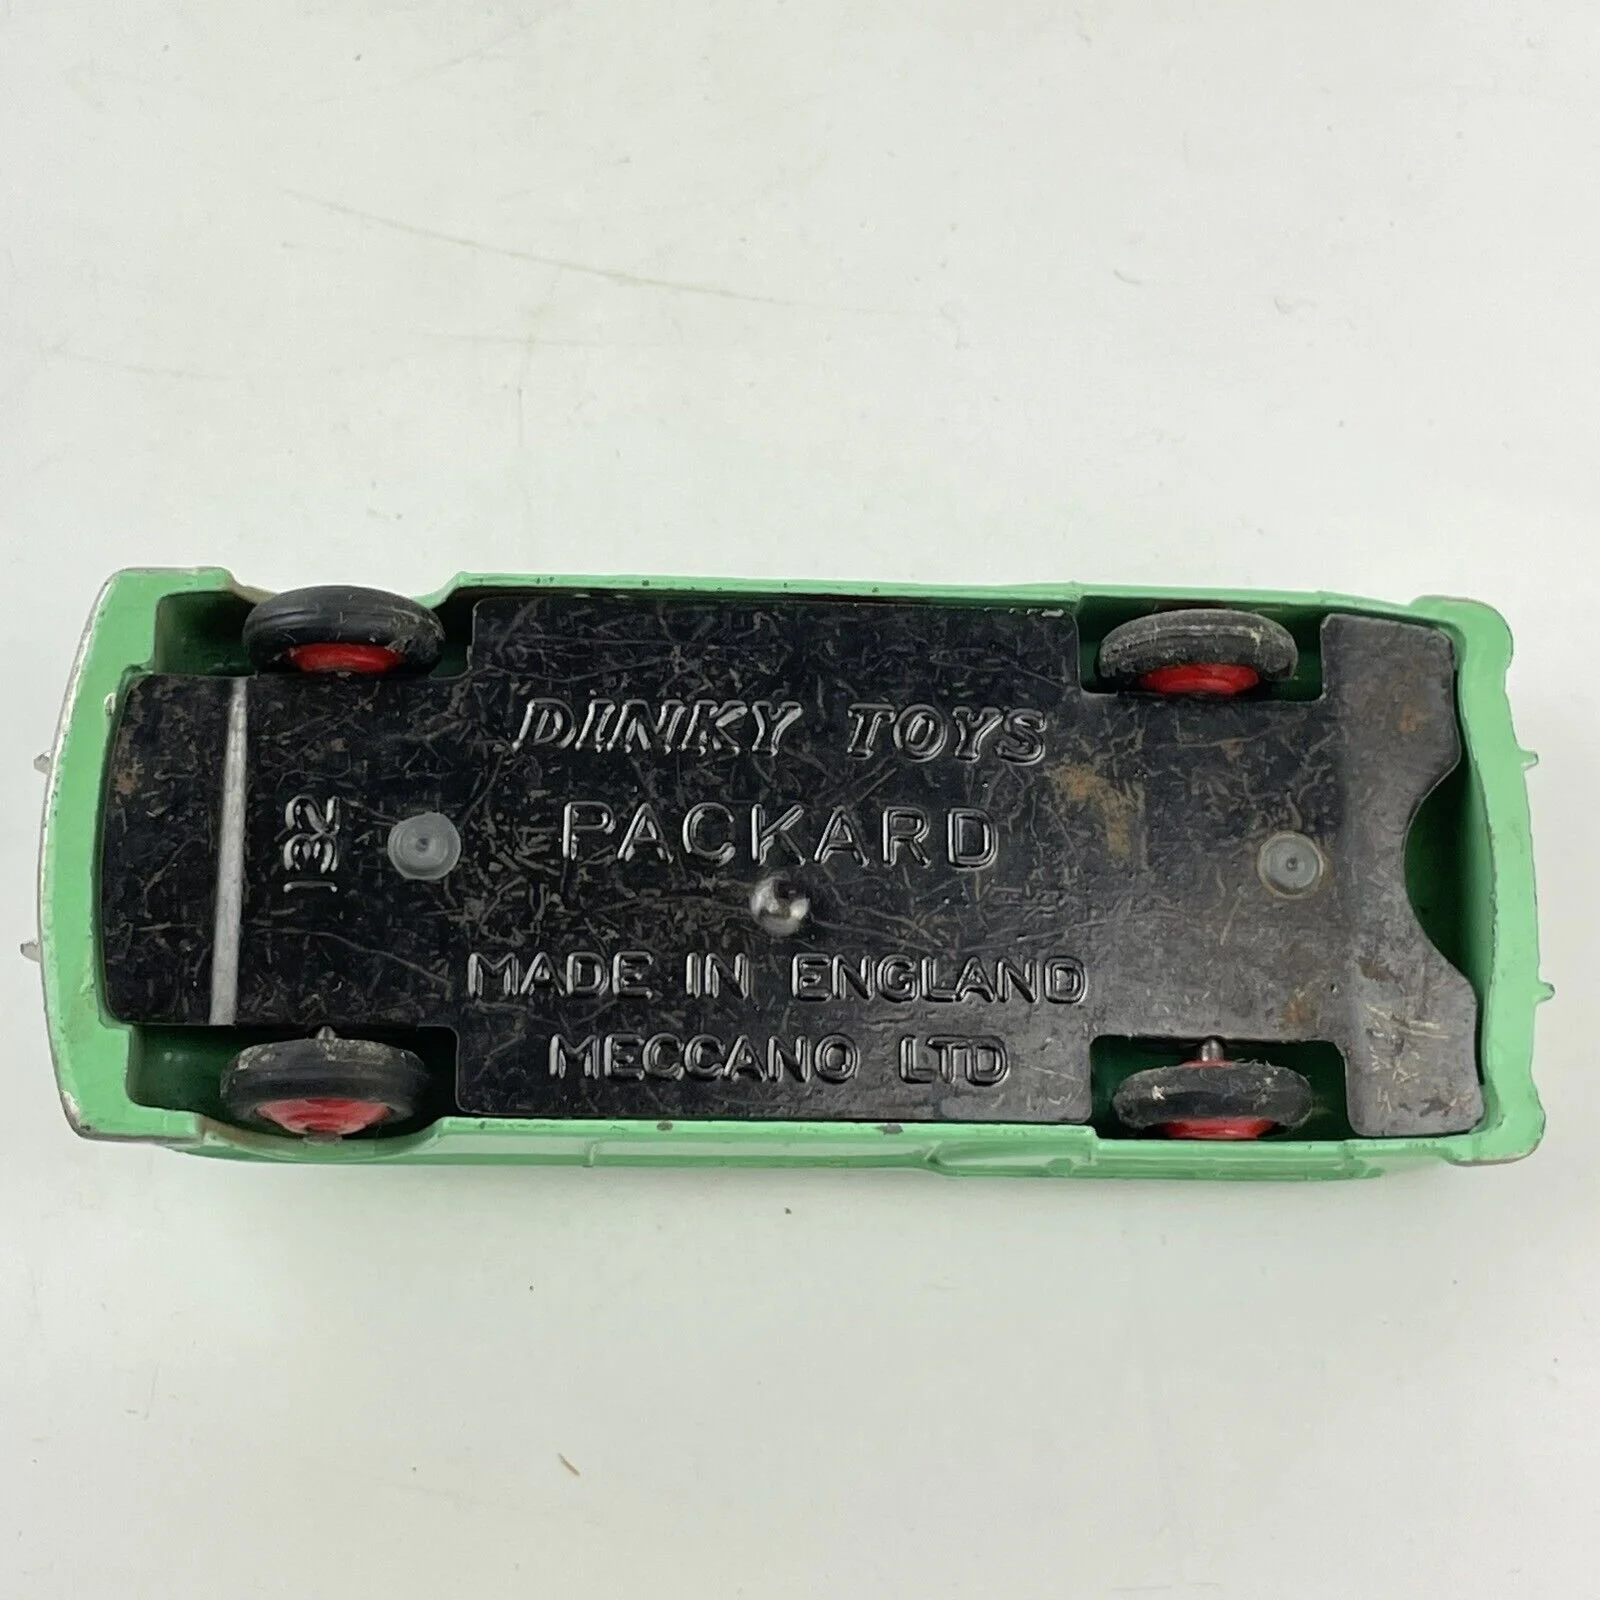 DINKY TOYS
PACKARD
132
MADE IN ENGLAND
MECCANO LTD